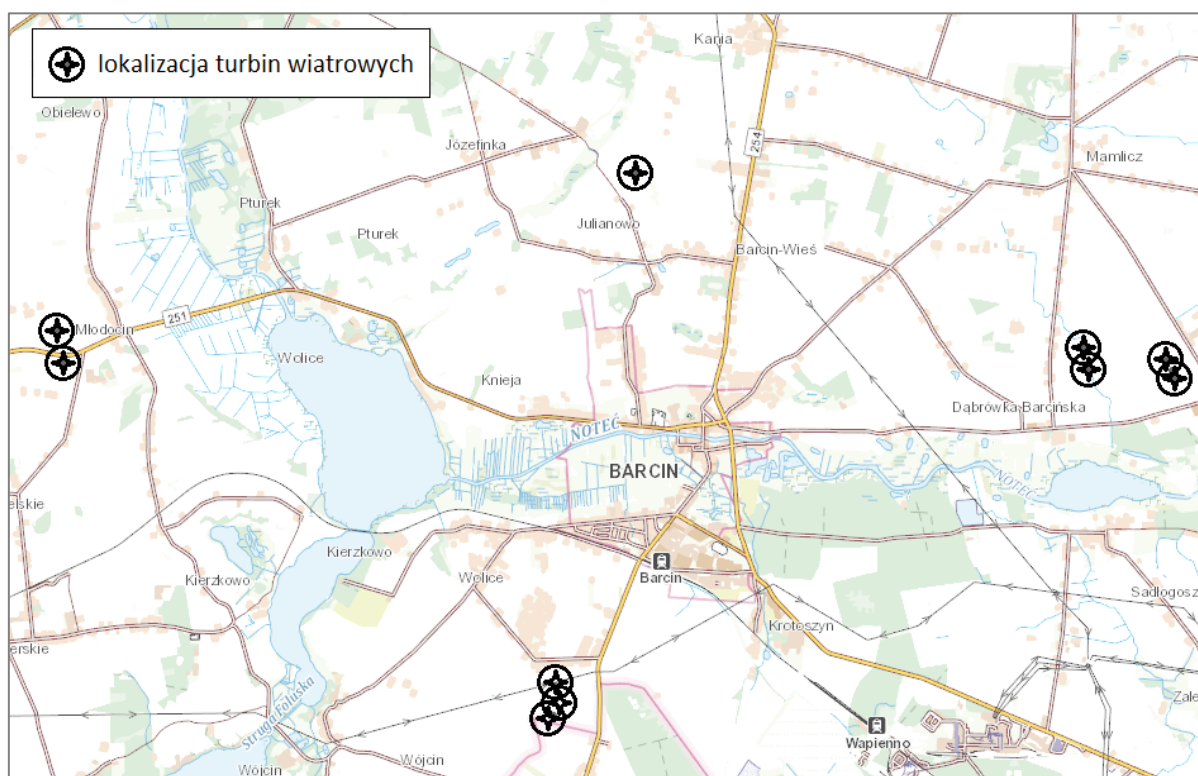 Kania
lokalizacja turbin wiatrowych
Obielewo
Józefinka
254
Mamlicz
Pturek
Julianowo
Pturek
Barcin-Wieś
251
Młodocin
Wolice
Knieja
Dąbrówka Barcińska
NOTEĆ
BARCIN
NOTEĆ
elskie
Kierzkowo
Kierzkowo
Wolice
Barcin
Sadłogosz
Krotoszyn
erskie
Zale
Struga Foluska
Wapienno
Wójcin
Wójcin